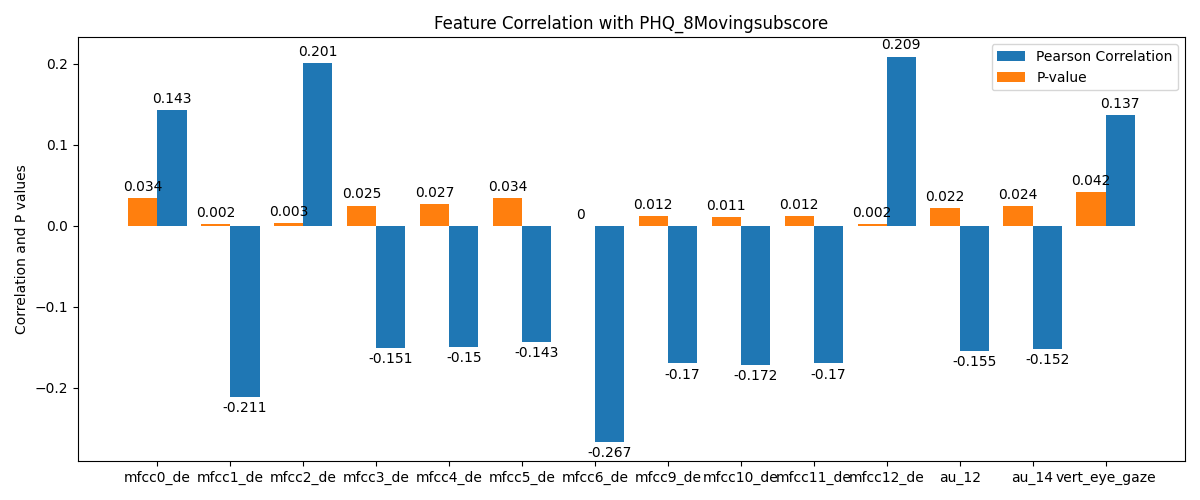 Feature Correlation with PHQ_8Movingsubscore
Correlation and P values
0.2
0.1
0.0
−0.1
−0.2
Pearson Correlation
P-value
0.034
0.143
0.002
-0.211
0.003
0.201
0.025
-0.151
0.027
-0.15
0.034
-0.143
0
-0.267
0.012
-0.17
0.011
-0.172
0.012
-0.17
0.002
0.209
0.022
-0.155
0.024
-0.152
0.042
0.137
mfcc0_de
mfcc1_de
mfcc2_de
mfcc3_de
mfcc4_de
mfcc5_de
mfcc6_de
mfcc9_de
mfcc10_de
mfcc11_de
mfcc12_de
au_12
au_14
vert_eye_gaze